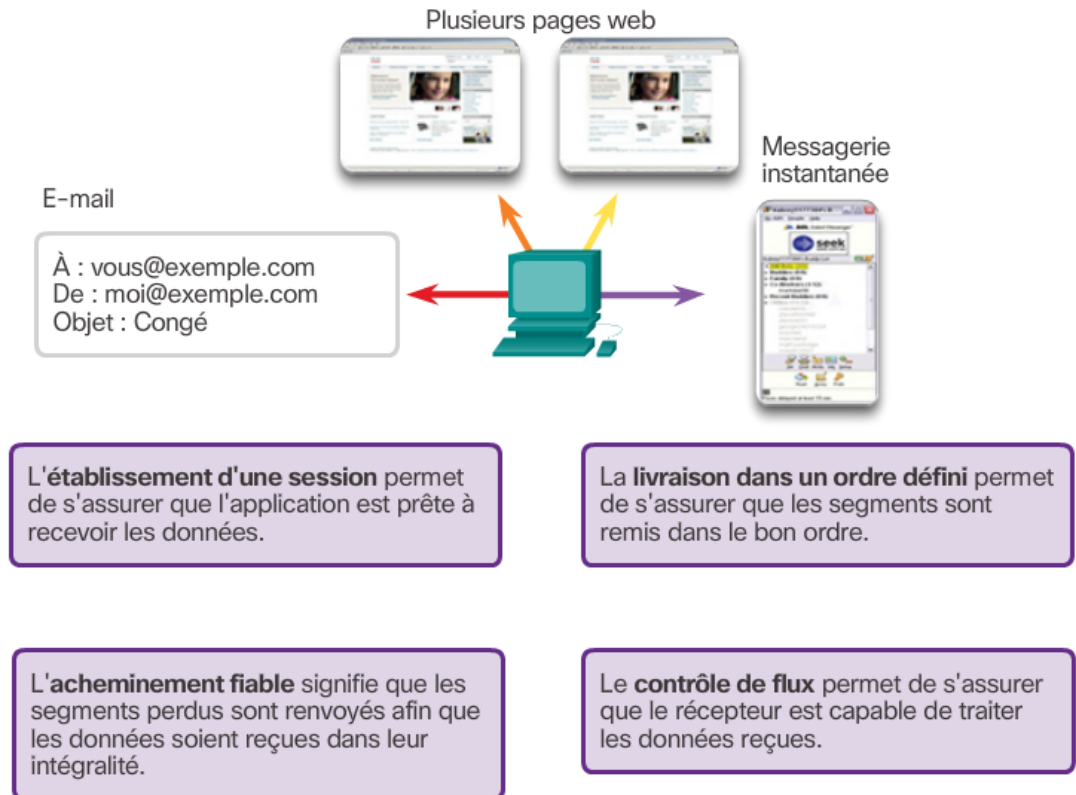 Plusieurs pages web
Messagerie
instantanée
E-mail
À : vous@exemple.com
De : moi@exemple.com
Objet : Congé
seek
L'établissement d'une session permet
de s'assurer que l'application est prête à
recevoir les données.
La livraison dans un ordre défini permet
de s'assurer que les segments sont
remis dans le bon ordre.
L'acheminement fiable signifie que les
segments perdus sont renvoyés afin que
les données soient reçues dans leur
intégralité.
Le contrôle de flux permet de s'assurer
que le récepteur est capable de traiter
les données reçues.